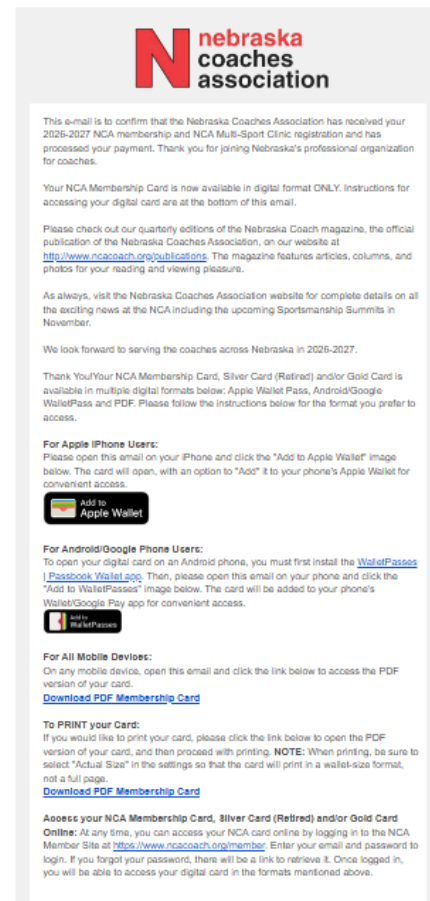 N nebraska
coaches
association
This e-mail is to confirm that the Nebraska Coaches Association has received your
2026-2027 NCA membership and NCA Multi-Sport Clinic registration and has
processed your payment. Thank you for joining Nebraska's professional organization
for coaches.
Your NCA Membership Card is now available in digital format ONLY. Instructions for
accessing your digital card are at the bottom of this email.
Please check out our quarterly editions of the Nebraska Coach magazine, the official
publication of the Nebraska Coaches Association, on our website at
http://www.ncacoach.org/publications. The magazine features articles, columns, and
photos for your reading and viewing pleasure.
As always, visit the Nebraska Coaches Association website for complete details on all
the exciting news at the NCA including the upcoming Sportsmanship Summits in
November.
We look forward to serving the coaches across Nebraska in 2026-2027.
Thank You!Your NCA Membership Card, Silver Card (Retired) and/or Gold Card is
available in multiple digital formats below: Apple Wallet Pass, Android/Google
WalletPass and PDF. Please follow the instructions below for the format you prefer to
access.
For Apple iPhone Users:
Please open this email on your iPhone and click the "Add to Apple Wallet" image
below. The card will open, with an option to "Add" it to your phone's Apple Wallet for
convenient access.
Add to
Apple Wallet
For Android/Google Phone Users:
To open your digital card on an Android phone, you must first install the WalletPasses
| Passbook Wallet app. Then, please open this email on your phone and click the
"Add to WalletPasses" image below. The card will be added to your phone's
Wallet/Google Pay app for convenient access.
Add to
WalletPasses
For All Mobile Devices:
On any mobile device, open this email and click the link below to access the PDF
version of your card.
Download PDF Membership Card
To PRINT your Card:
If you would like to print your card, please click the link below to open the PDF
version of your card, and then proceed with printing. NOTE: When printing, be sure to
select "Actual Size" in the settings so that the card will print in a wallet-size format,
not a full page.
Download PDF Membership Card
Access your NCA Membership Card, Silver Card (Retired) and/or Gold Card
Online: At any time, you can access your NCA card online by logging in to the NCA
Member Site at https://www.ncacoach.org/member. Enter your email and password to
login. If you forgot your password, there will be a link to retrieve it. Once logged in,
you will be able to access your digital card in the formats mentioned above.